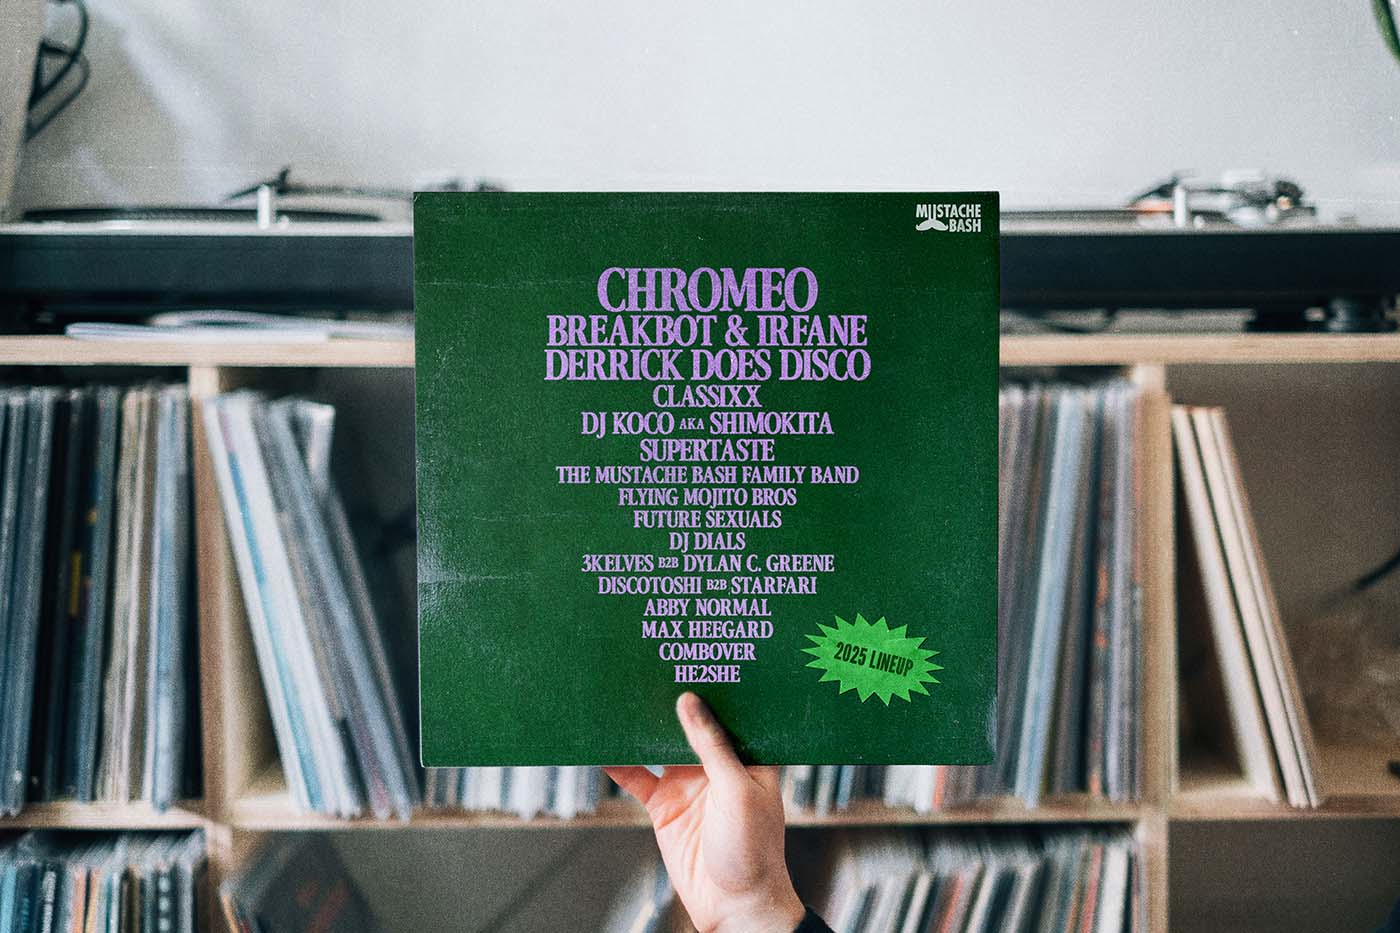 MUSTACHE
BASH
CHROMEO
BREAKBOT & IRFANE
DERRICK DOES DISCO
CLASSIXX
DJ KOCO AKA SHIMOKITA
SUPERTASTE
THE MUSTACHE BASH FAMILY BAND
FLYING MOJITO BROS
FUTURE SEXUALS
DJ DIALS
3KELVES B2B DYLAN C. GREENE
DISCOTOSHI B2B STARFARI
ABBY NORMAL
MAX HEEGARD
COMBOVER
HE2SHE
2025 LINEUP